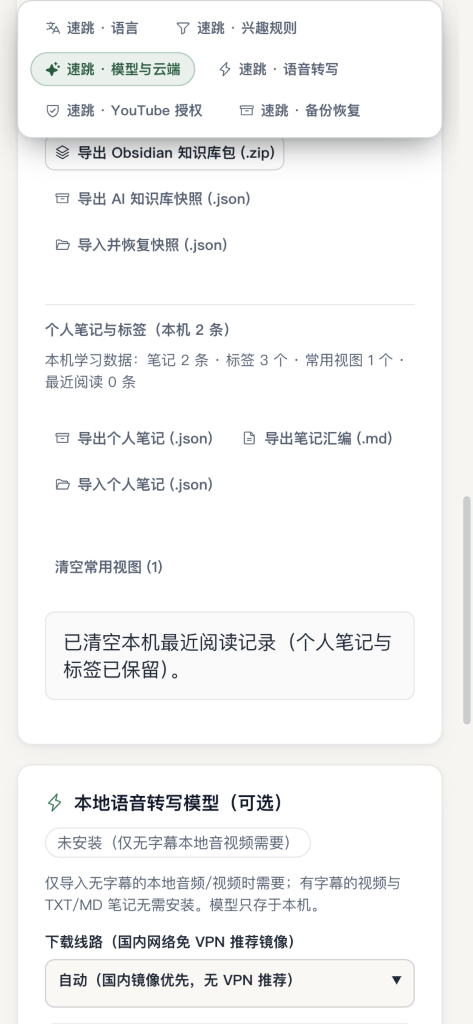 速跳 · 语言
速跳 · 兴趣规则
速跳 · 模型与云端
速跳 · 语音转写
速跳 · YouTube 授权
速跳 · 备份恢复
导出 Obsidian 知识库包 (.zip)
导出 AI 知识库快照 (.json)
导入并恢复快照 (.json)
个人笔记与标签（本机 2 条）
本机学习数据：笔记 2 条 · 标签 3 个 · 常用视图 1 个 ·
最近阅读 0 条
导出个人笔记 (.json)
导出笔记汇编 (.md)
导入个人笔记 (.json)
清空常用视图 (1)
已清空本机最近阅读记录（个人笔记与
标签已保留）。
本地语音转写模型（可选）
未安装（仅无字幕本地音视频需要）
仅导入无字幕的本地音频/视频时需要；有字幕的视频与
TXT/MD 笔记无需安装。模型只存于本机。
下载线路（国内网络免 VPN 推荐镜像）
自动（国内镜像优先，无 VPN 推荐）